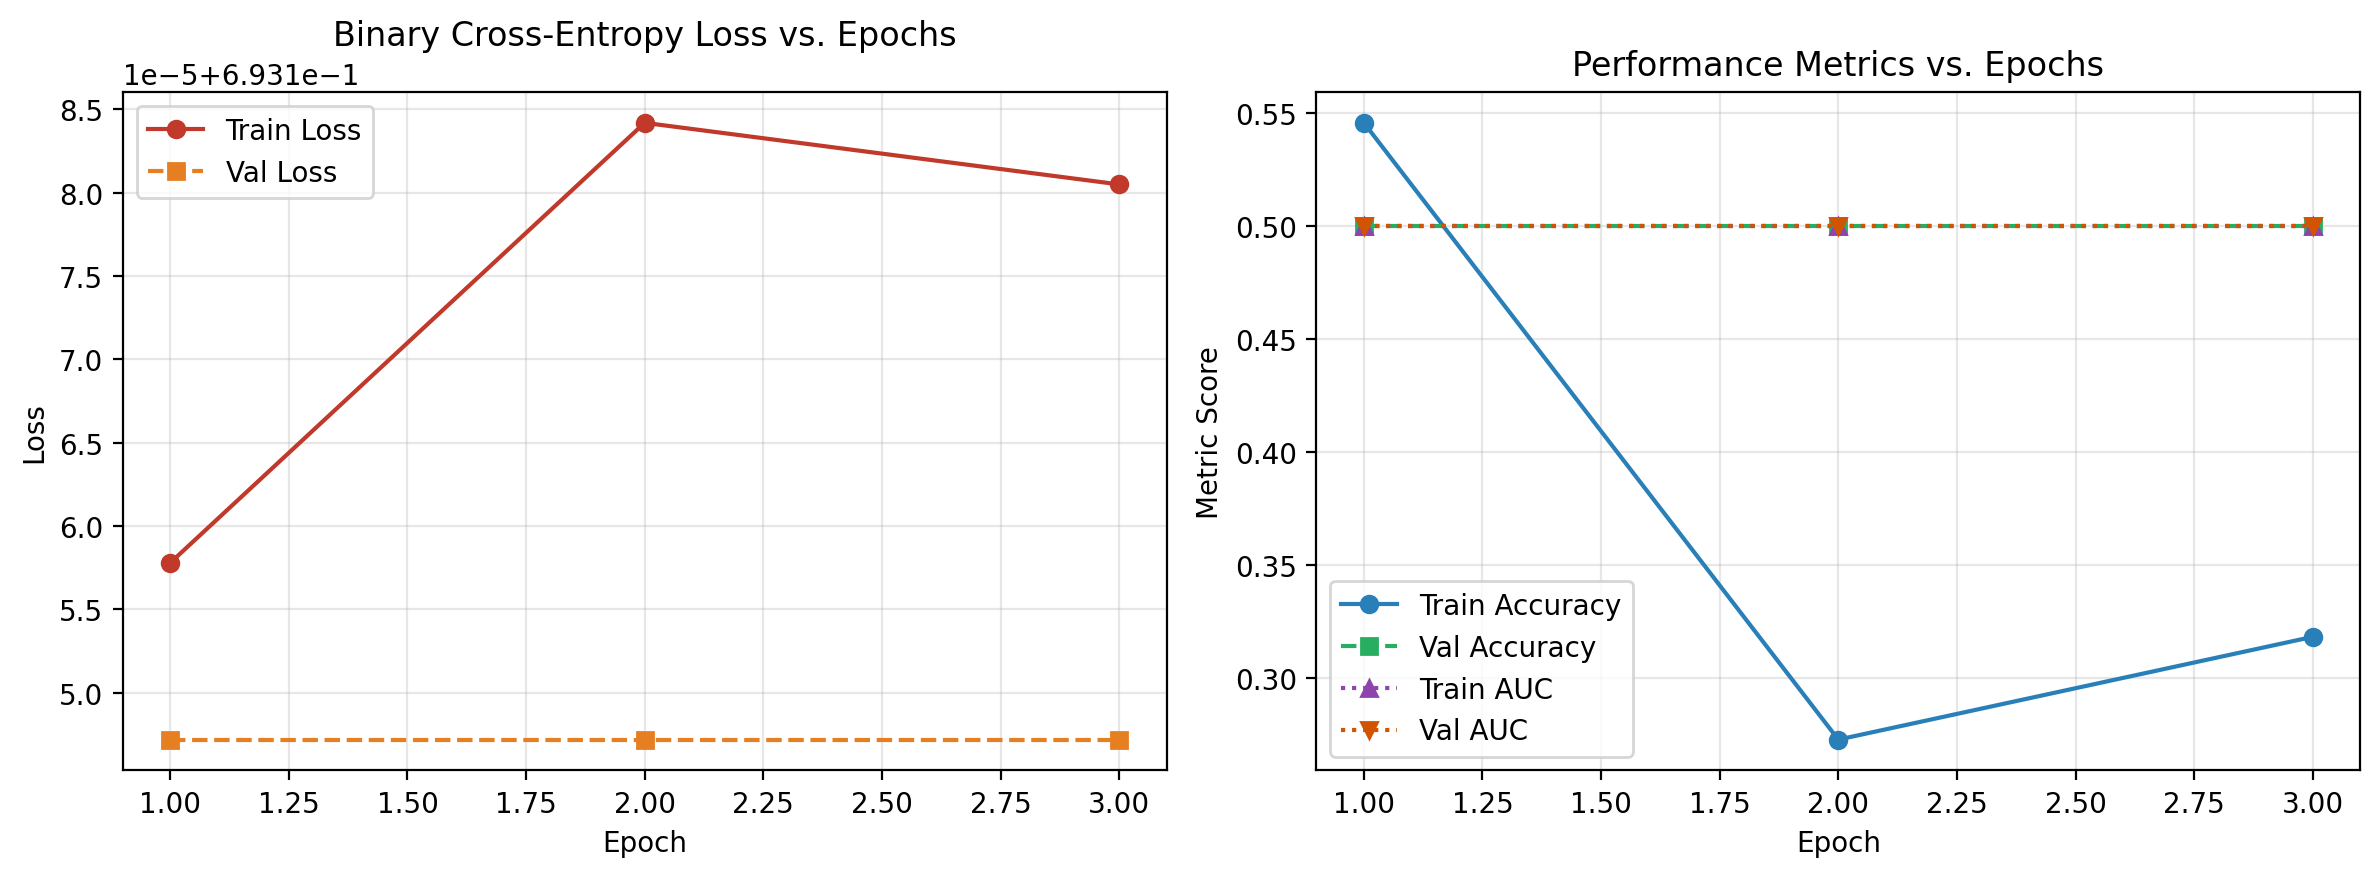 Binary Cross-Entropy Loss vs. Epochs
1e−5+6.931e−1
8.5
8.0
7.5
7.0
6.5
6.0
5.5
5.0
Loss
Train Loss
Val Loss
1.00 1.25 1.50 1.75 2.00 2.25 2.50 2.75 3.00
Epoch
Performance Metrics vs. Epochs
0.55
0.50
0.45
0.40
0.35
0.30
Metric Score
Train Accuracy
Val Accuracy
Train AUC
Val AUC
1.00 1.25 1.50 1.75 2.00 2.25 2.50 2.75 3.00
Epoch